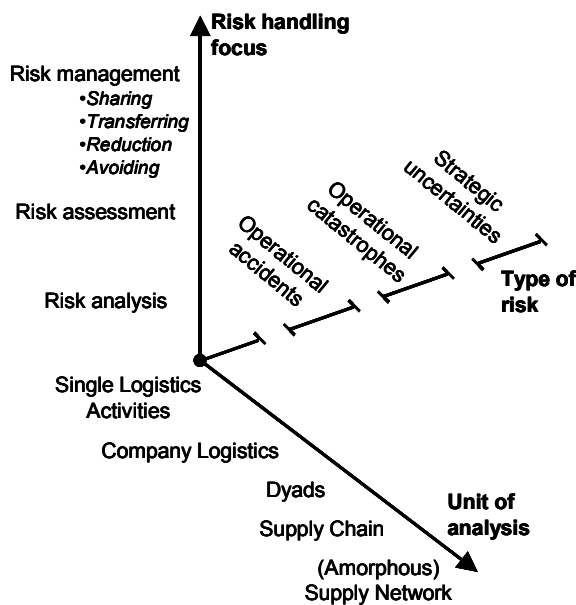 Risk handling
focus
Risk management
•Sharing
•Transferring
•Reduction
•Avoiding
Risk assessment
Risk analysis
Operational
accidents
Operational
catastrophes
Strategic
uncertainties
Type of
risk
Single Logistics
Activities
Company Logistics
Dyads
Supply Chain
(Amorphous)
Supply Network
Unit of
analysis